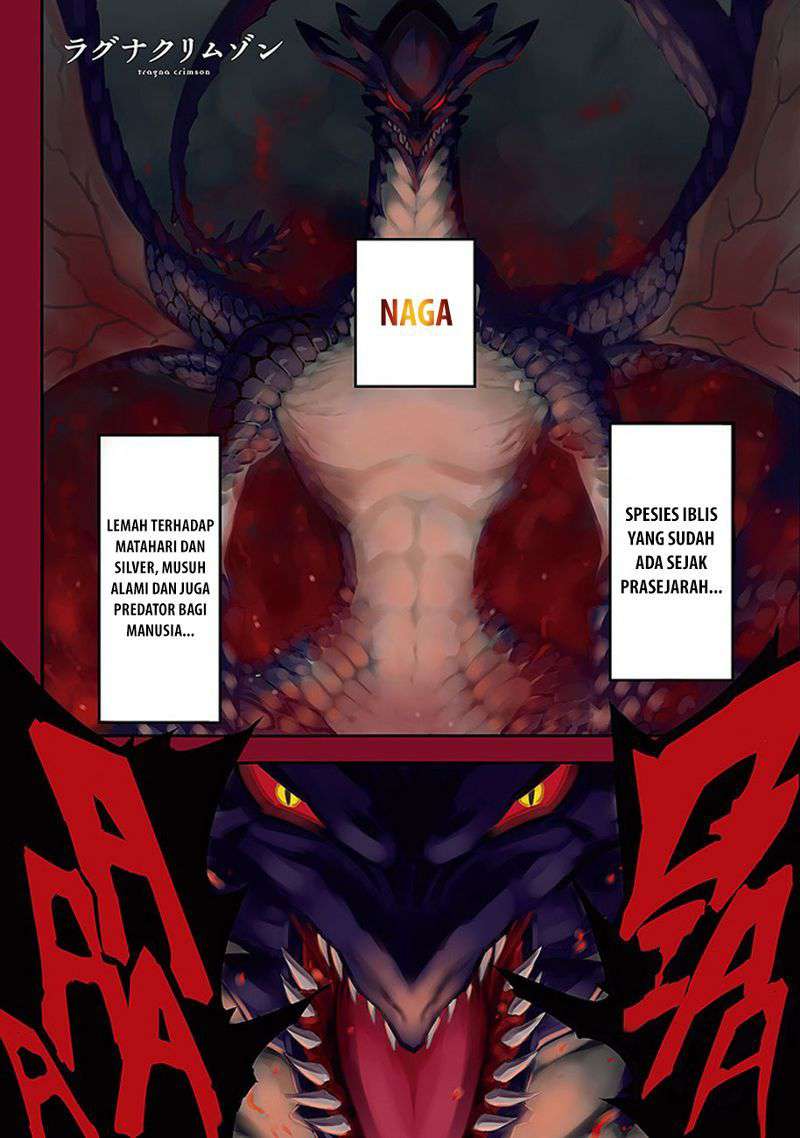 ラグナクリムゾン
ragna crimson
NAGA
SPESIES IBLIS
YANG SUDAH
ADA SEJAK
PRASEJARAH...
LEMAH TERHADAP
MATAHARI DAN
SILVER, MUSUH
ALAMI DAN JUGA
PREDATOR BAGI
MANUSIA...